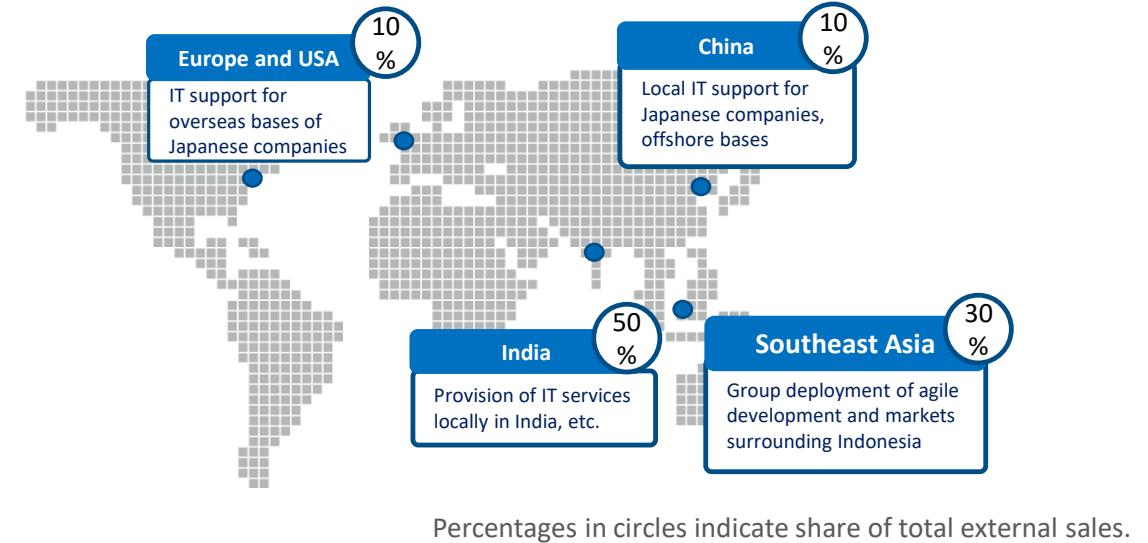 Europe and USA
10
%
IT support for
overseas bases of
Japanese companies
China
10
%
Local IT support for
Japanese companies,
offshore bases
India
50
%
Provision of IT services
locally in India, etc.
Southeast Asia
30
%
Group deployment of agile
development and markets
surrounding Indonesia
Percentages in circles indicate share of total external sales.